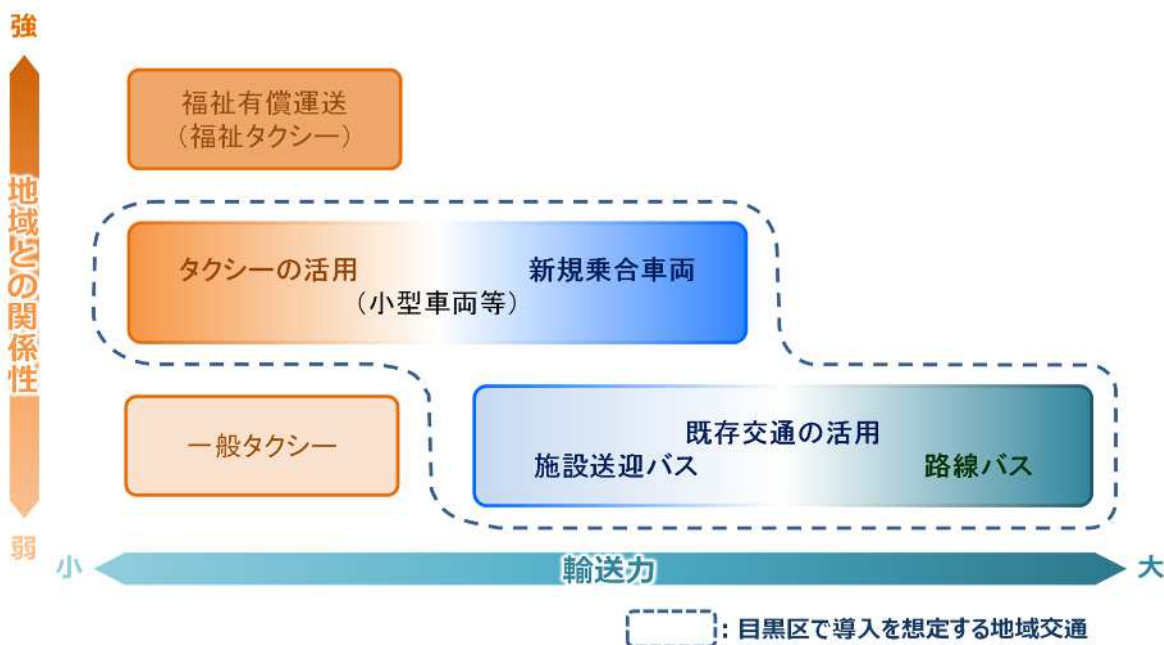 強
福祉有償運送
（福祉タクシー）
地域との関係性
タクシーの活用
新規乗合車両
（小型車両等）
一般タクシー
既存交通の活用
施設送迎バス
路線バス
弱
小
輸送力
大
：目黒区で導入を想定する地域交通